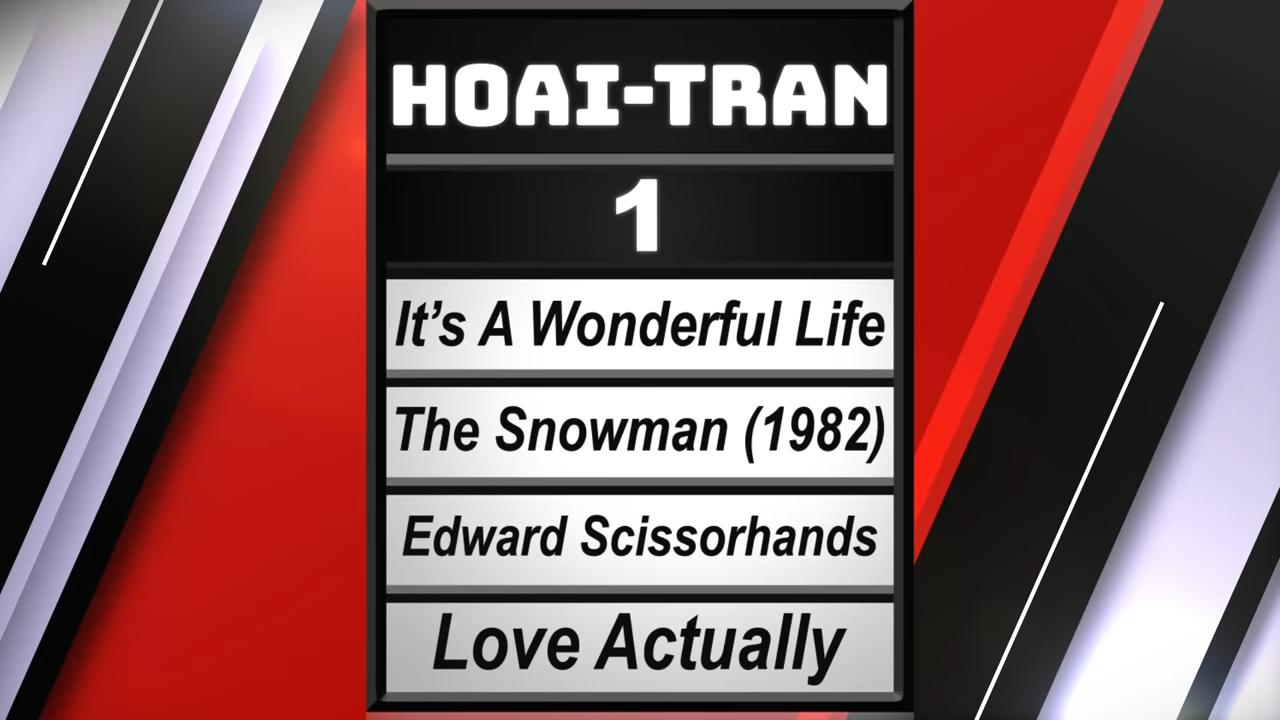 HOAI-TRAN
1
It’s A Wonderful Life
The Snowman (1982)
Edward Scissorhands
Love Actually